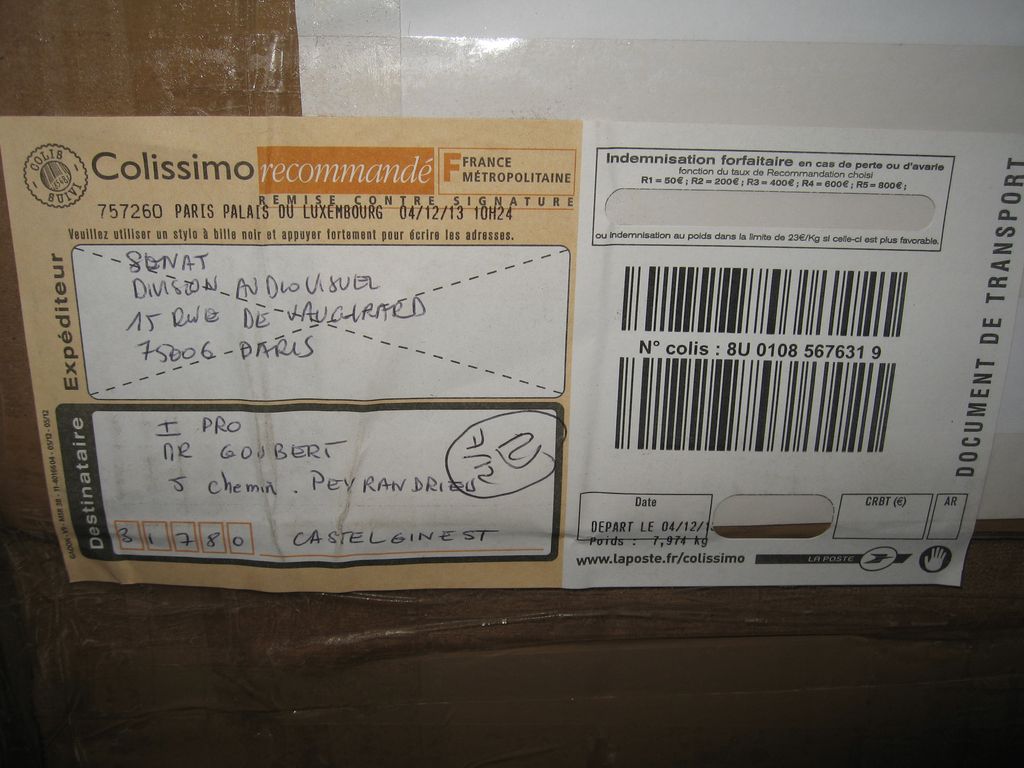 COLIS
SUIVI
Colissimo recommandé F FRANCE MÉTROPOLITAINE
REMISE CONTRE SIGNATURE
757260 PARIS PALAIS DU LUXEMBOURG 04/12/13 10H24
Veuillez utiliser un stylo à bille noir et appuyer fortement pour écrire les adresses.
Expéditeur
SENAT
DIVISION AUDIOVISUEL
15 RUE DE VAUGIRARD
75006 PARIS
Destinataire
I PRO
MR GOUBERT
5 chemin. PEYRANDRIEU
31780 CASTELGINEST
Indemnisation forfaitaire en cas de perte ou d'avarie
fonction du taux de Recommandation choisi
R1 = 50€ ; R2 = 200€ ; R3 = 400€ ; R4 = 600€ ; R5 = 800€ ;
ou indemnisation au poids dans la limite de 23€/Kg si celle-ci est plus favorable.
N° colis : 8U 0108 567631 9
Date
CRBT (€)
AR
DEPART LE 04/12/1
Poids : 7,974 kg
www.laposte.fr/colissimo
LA POSTE
DOCUMENT DE TRANSPORT